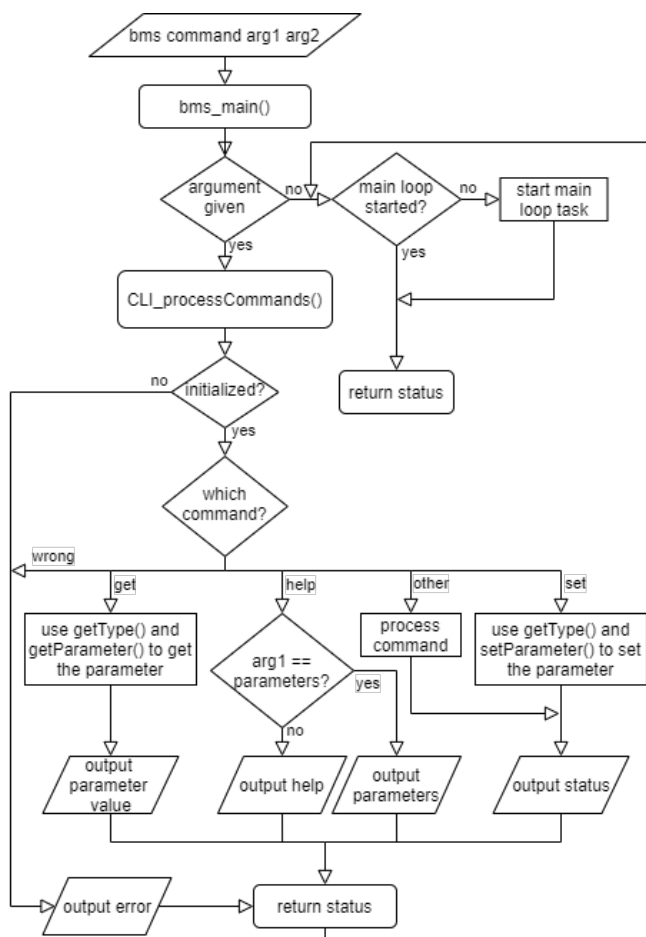 bms command arg1 arg2
bms_main()
argument
given
no
main loop
started?
no
start main
loop task
yes
yes
CLI_processCommands()
return status
no
initialized?
yes
which
command?
wrong
get
help
other
set
use getType() and
getParameter() to get
the parameter
arg1 ==
parameters?
process
command
use getType() and
setParameter() to set
the parameter
yes
no
output
parameter
value
output help
output
parameters
output status
output error
return status